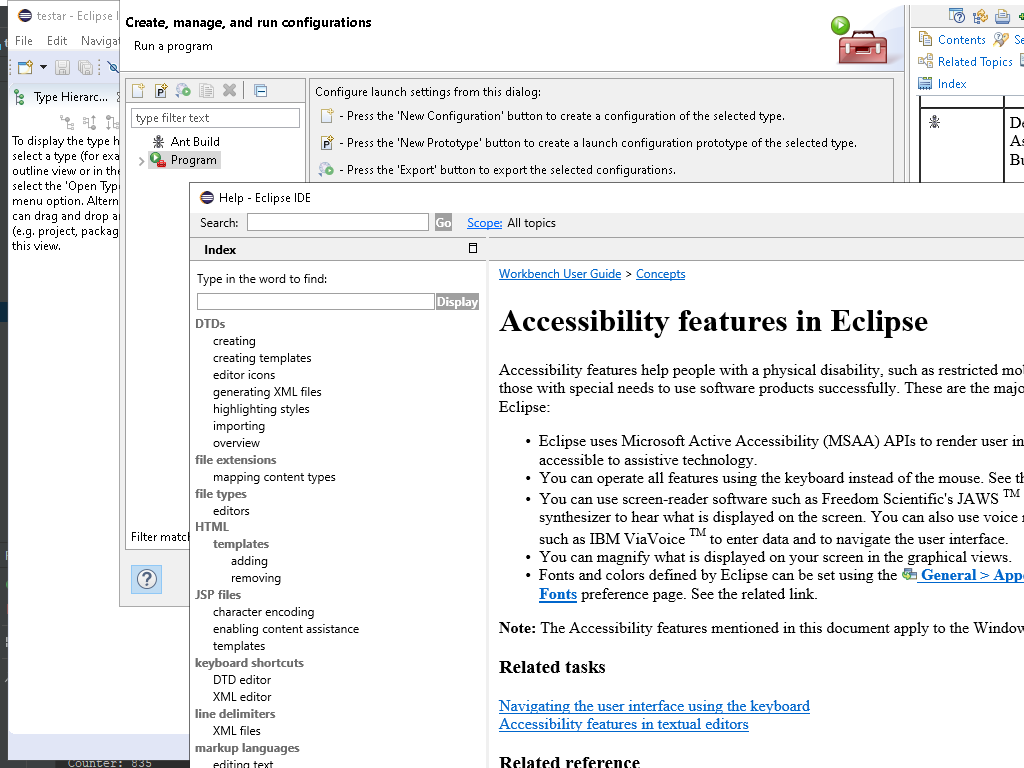 testar - Eclipse I
File Edit Navigat
Type Hierarc...
To display the type h
select a type (for exa
outline view or in the
select the 'Open Type
menu option. Altern
can drag and drop a
(e.g. project, packag
this view.
Create, manage, and run configurations
Run a program
type filter text
Ant Build
Program
Filter match
Configure launch settings from this dialog:
- Press the 'New Configuration' button to create a configuration of the selected type.
- Press the 'New Prototype' button to create a launch configuration prototype of the selected type.
- Press the 'Export' button to export the selected configurations.
Contents Se
Related Topics
Index
De
As
Bu
Help - Eclipse IDE
Search: Go Scope: All topics
Index
Type in the word to find:
Display
DTDs
creating
creating templates
editor icons
generating XML files
highlighting styles
importing
overview
file extensions
mapping content types
file types
editors
HTML
templates
adding
removing
JSP files
character encoding
enabling content assistance
templates
keyboard shortcuts
DTD editor
XML editor
line delimiters
XML files
markup languages
editing text
Workbench User Guide > Concepts
Accessibility features in Eclipse
Accessibility features help people with a physical disability, such as restricted mo
those with special needs to use software products successfully. These are the majo
Eclipse:
• Eclipse uses Microsoft Active Accessibility (MSAA) APIs to render user in
accessible to assistive technology.
• You can operate all features using the keyboard instead of the mouse. See th
• You can use screen-reader software such as Freedom Scientific's JAWS TM
synthesizer to hear what is displayed on the screen. You can also use voice r
such as IBM ViaVoice TM to enter data and to navigate the user interface.
• You can magnify what is displayed on your screen in the graphical views.
• Fonts and colors defined by Eclipse can be set using the General > Appe
Fonts preference page. See the related link.
Note: The Accessibility features mentioned in this document apply to the Window
Related tasks
Navigating the user interface using the keyboard
Accessibility features in textual editors
Related reference
Counter: 835